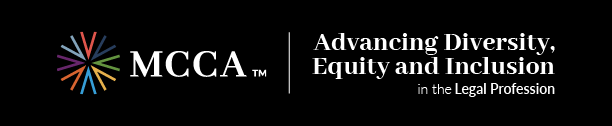 MCCA™
Advancing Diversity,
Equity and Inclusion
in the Legal Profession